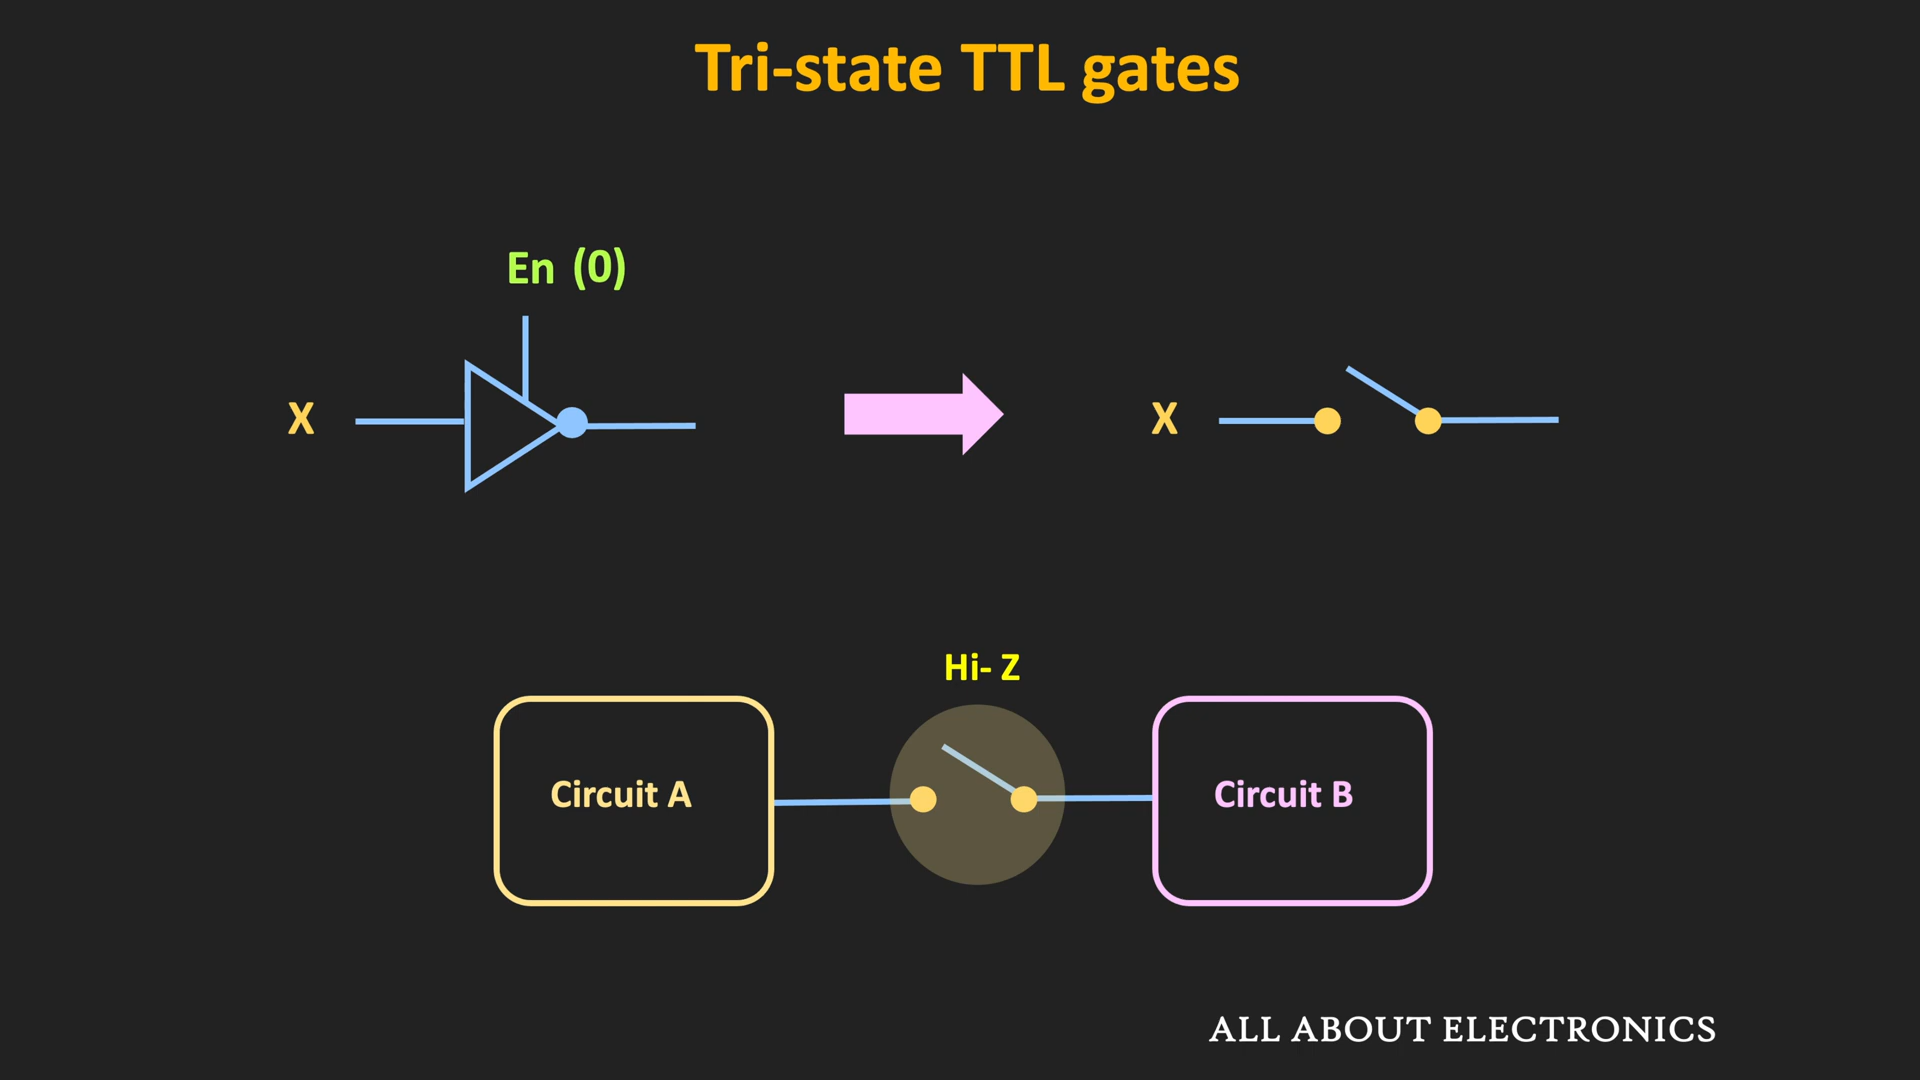 Tri-state TTL gates
En (0)
X
X
Hi- Z
Circuit A
Circuit B
ALL ABOUT ELECTRONICS